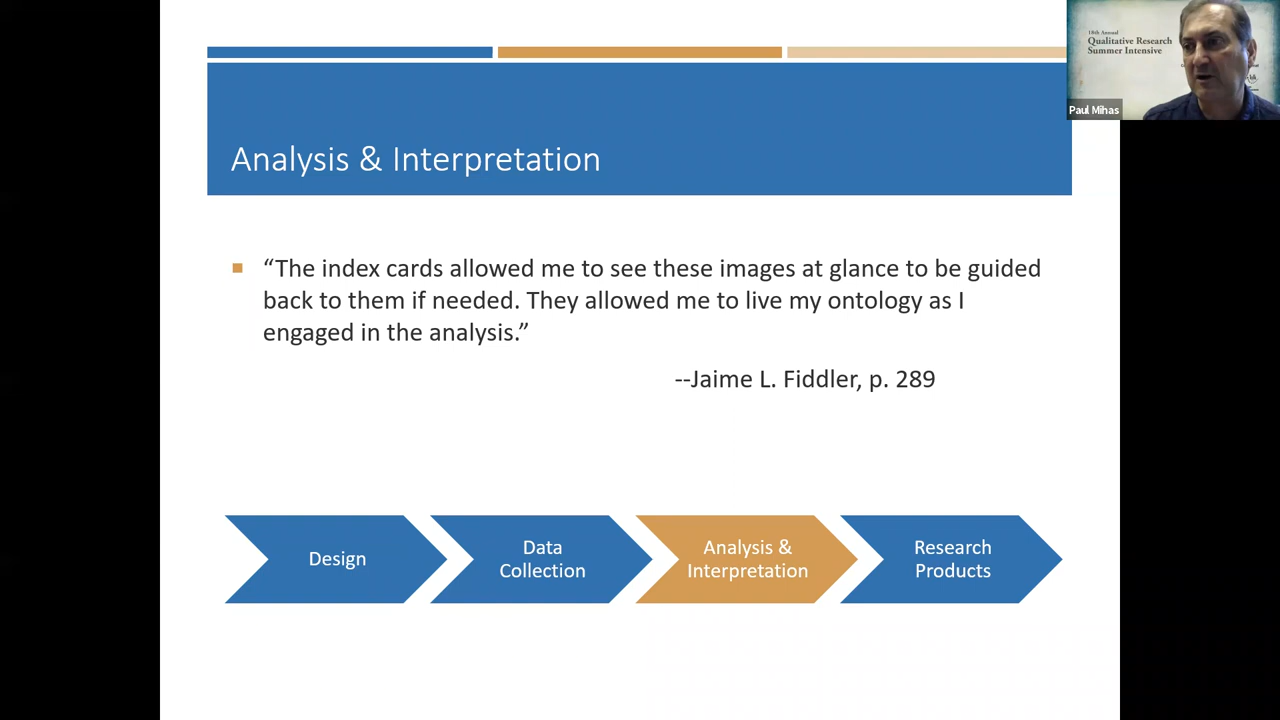 18th Annual
Qualitative Research
Summer Intensive
Paul Mihas
Analysis & Interpretation
“The index cards allowed me to see these images at glance to be guided
back to them if needed. They allowed me to live my ontology as I
engaged in the analysis.”
--Jaime L. Fiddler, p. 289
Design
Data
Collection
Analysis &
Interpretation
Research
Products